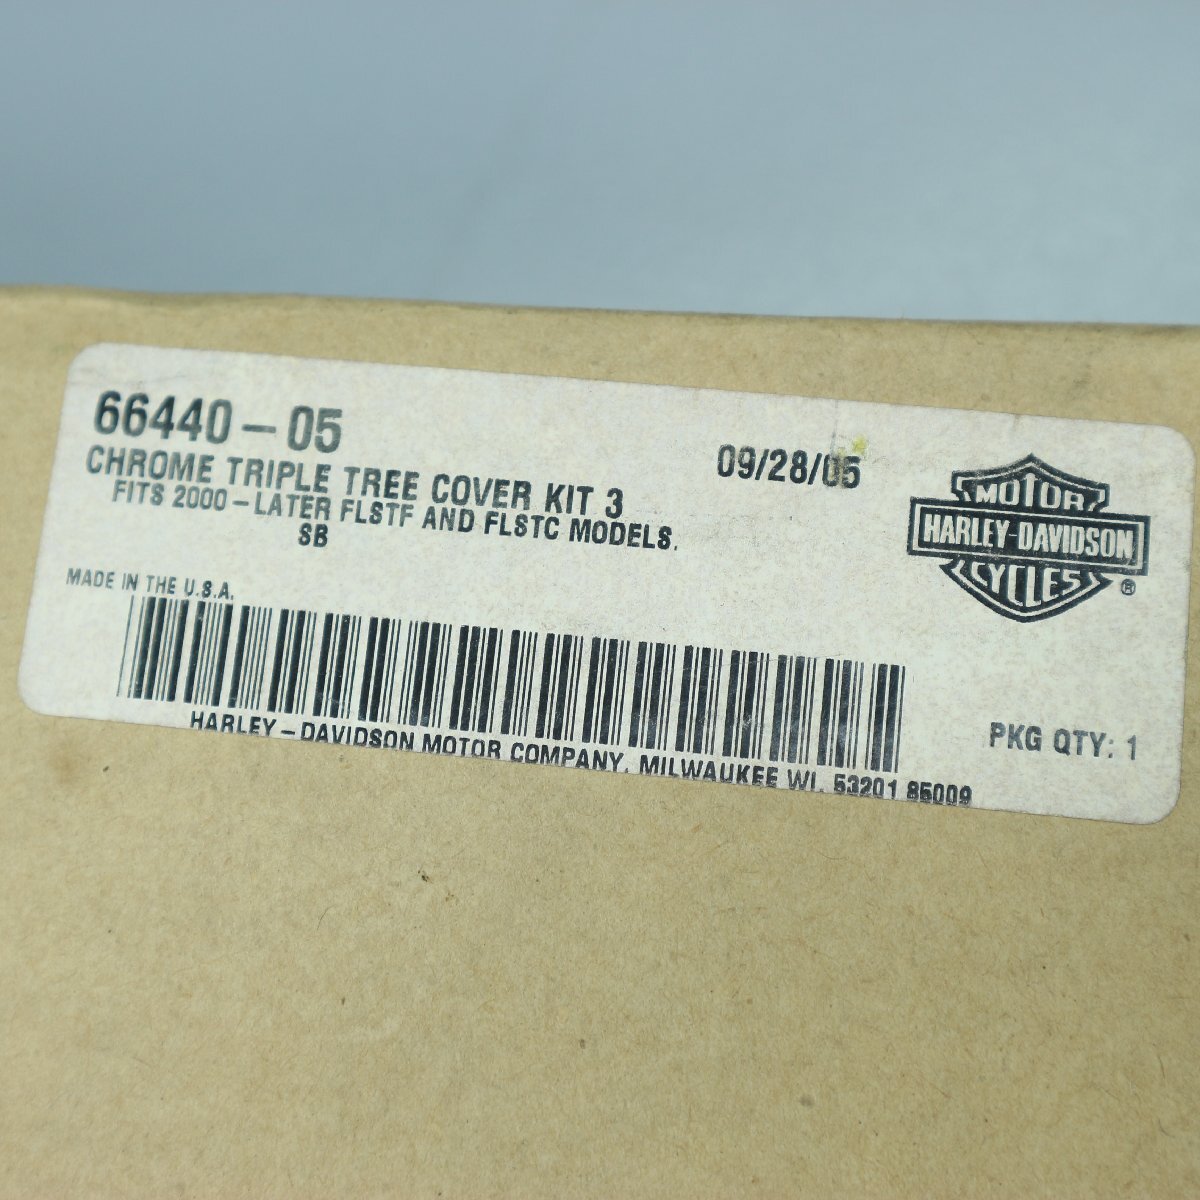 66440-05
09/28/05
CHROME TRIPLE TREE COVER KIT 3
FITS 2000-LATER FLSTF AND FLSTC MODELS.
SB
MOTOR
HARLEY-DAVIDSON
CYCLES
®
MADE IN THE U.S.A.
PKG QTY: 1
HARLEY-DAVIDSON MOTOR COMPANY, MILWAUKEE WI. 53201 85009